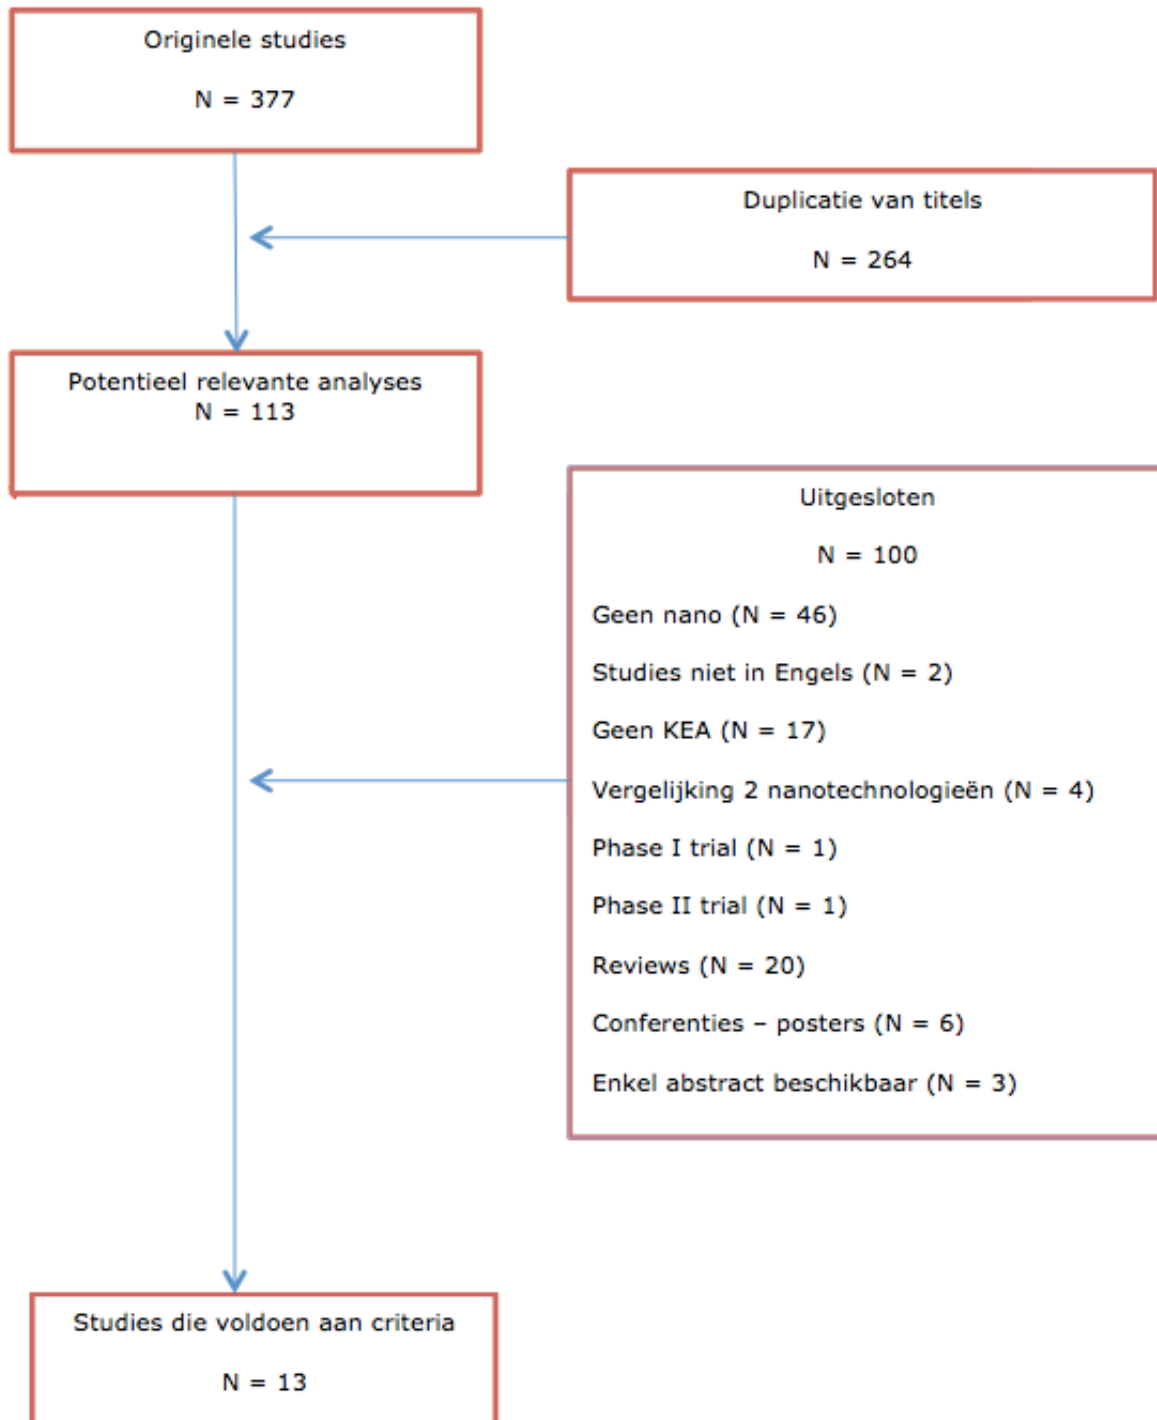 Originele studies
N = 377
Duplicatie van titels
N = 264
Potentieel relevante analyses
N = 113
Uitgesloten
N = 100
Geen nano (N = 46)
Studies niet in Engels (N = 2)
Geen KEA (N = 17)
Vergelijking 2 nanotechnologieën (N = 4)
Phase I trial (N = 1)
Phase II trial (N = 1)
Reviews (N = 20)
Conferenties – posters (N = 6)
Enkel abstract beschikbaar (N = 3)
Studies die voldoen aan criteria
N = 13